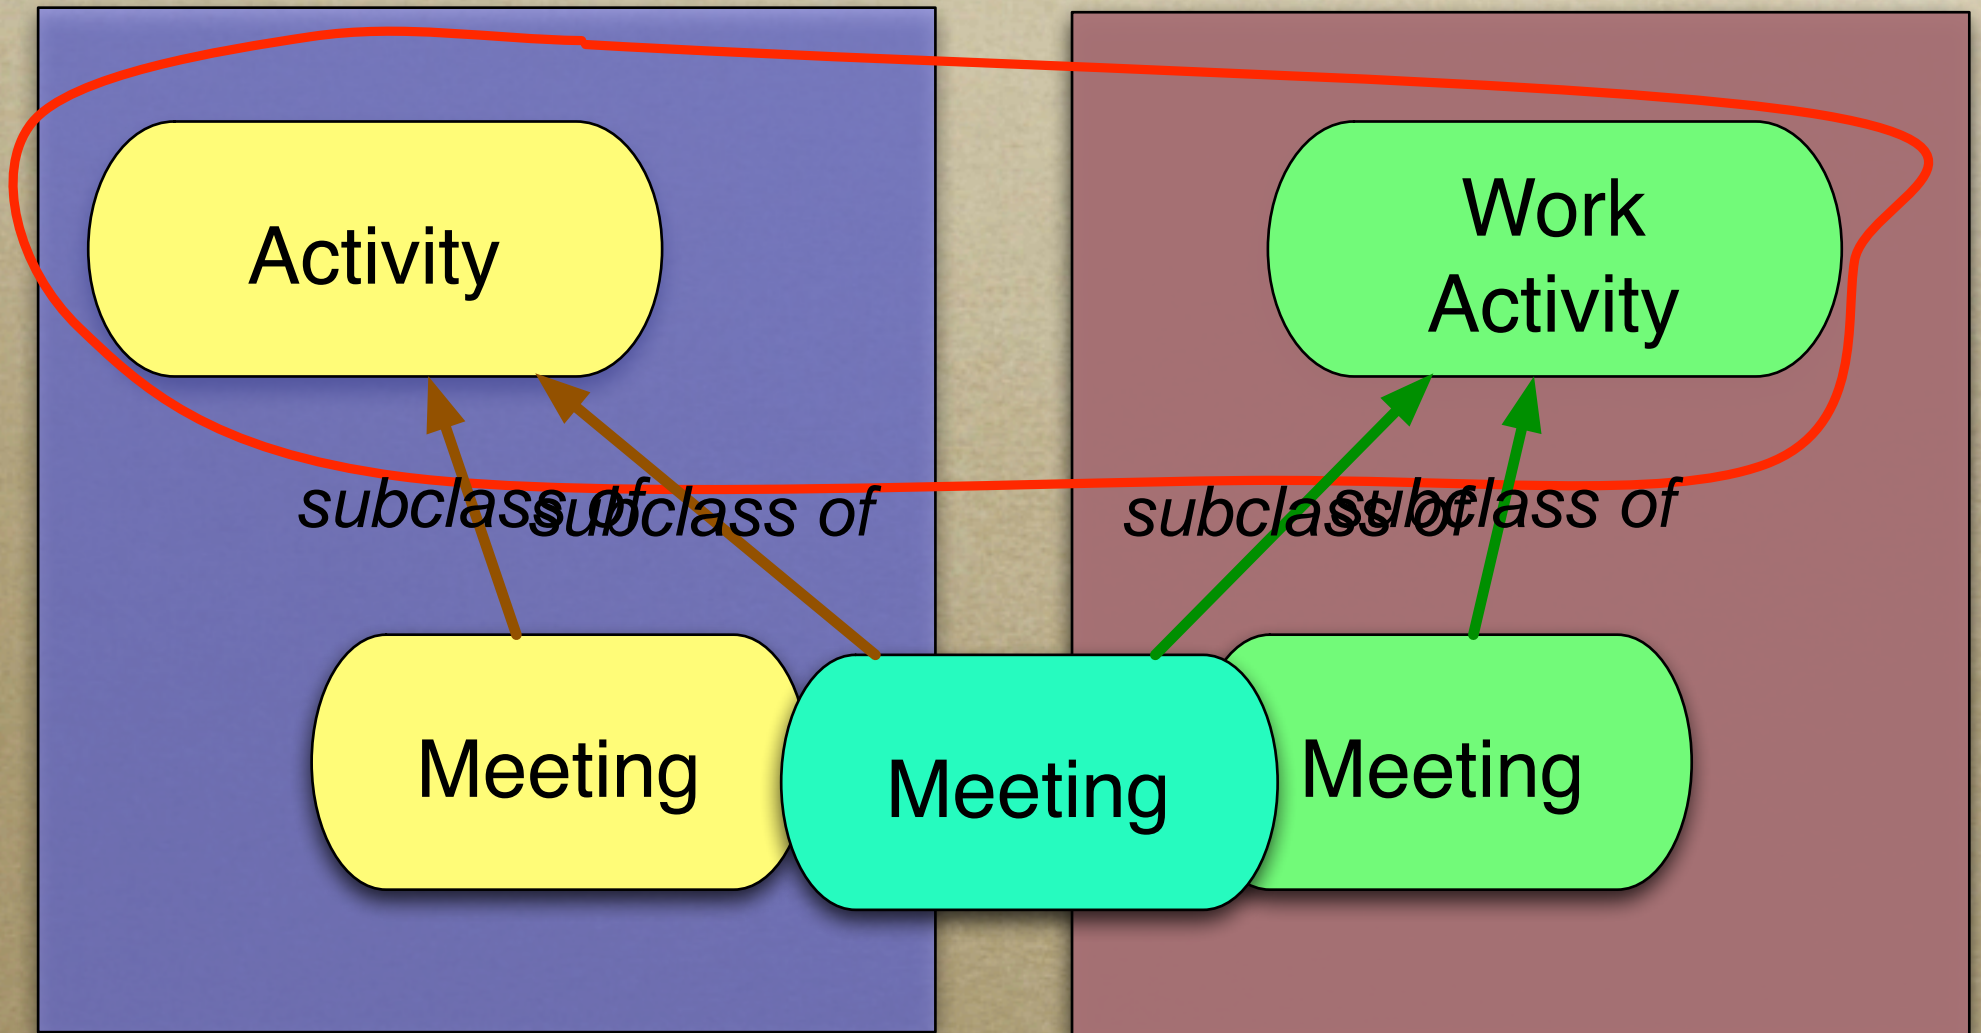 Activity
Work
Activity
subclass of
subclass of
subclass of
subclass of
Meeting
Meeting
Meeting